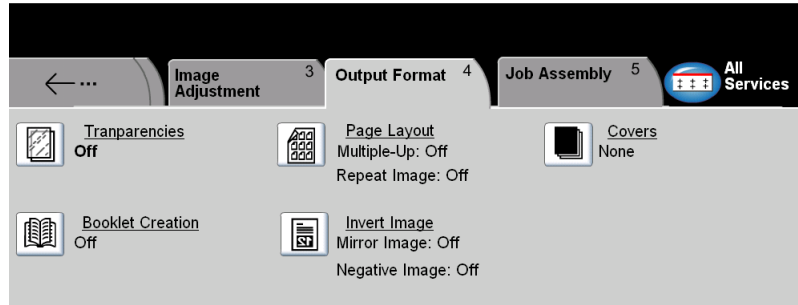 ←...
Image
Adjustment
3
Output Format
4
Job Assembly
5
All
Services
Tranparencies
Off
Page Layout
Multiple-Up: Off
Repeat Image: Off
Covers
None
Booklet Creation
Off
Invert Image
Mirror Image: Off
Negative Image: Off